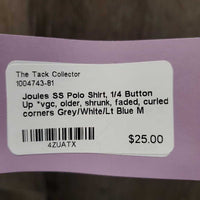 The Tack Collector
1004743-81
Joules SS Polo Shirt, 1/4 Button
Up *vgc, older, shrunk, faded, curled
corners Grey/White/Lt Blue M
4ZUATX
$25.00